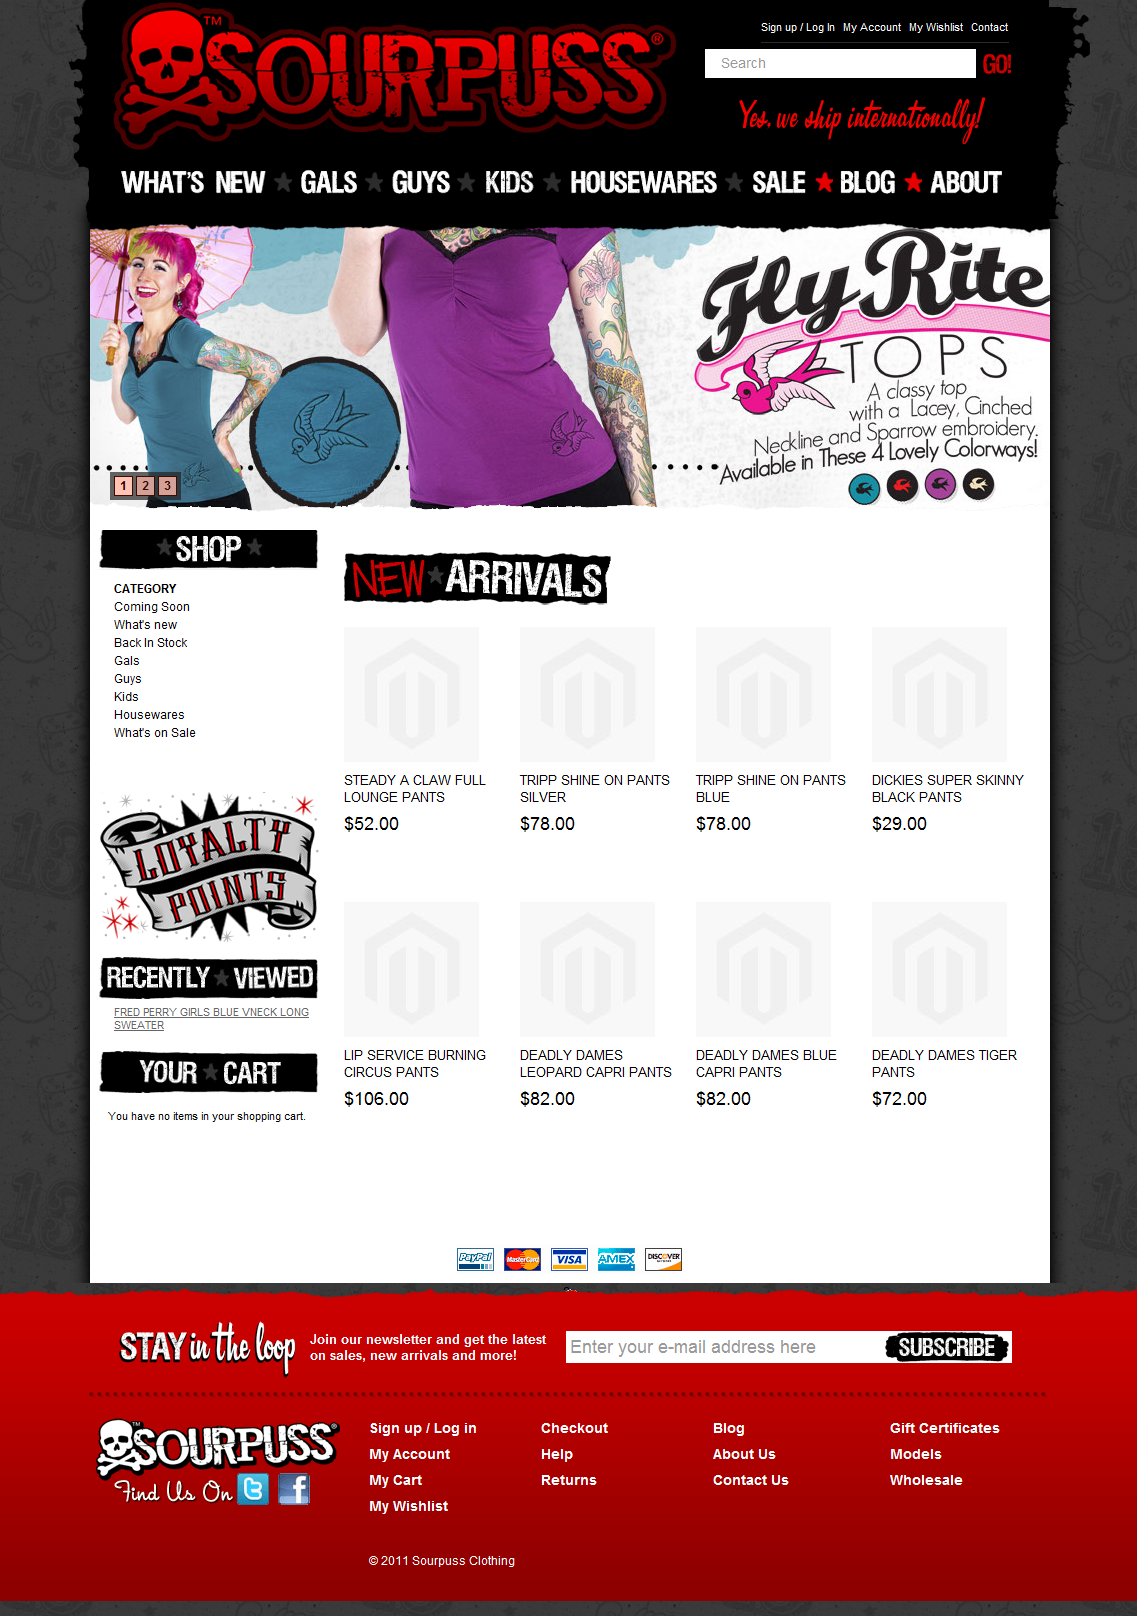 SOURPUSS™®
Sign up / Log In My Account My Wishlist Contact
Search GO!
Yes, we ship internationally!
WHAT'S NEW GALS GUYS KIDS HOUSEWARES SALE BLOG ABOUT
Fly Rite
TOPS
A classy top
with a Lacey, Cinched
Neckline and Sparrow embroidery.
Available in These 4 Lovely Colorways!
1 2 3
SHOP
CATEGORY
Coming Soon
What's new
Back In Stock
Gals
Guys
Kids
Housewares
What's on Sale
LOYALTY
POINTS
RECENTLY VIEWED
FRED PERRY GIRLS BLUE VNECK LONG
SWEATER
YOUR CART
You have no items in your shopping cart.
NEW ARRIVALS
STEADY A CLAW FULL
LOUNGE PANTS
$52.00
TRIPP SHINE ON PANTS
SILVER
$78.00
TRIPP SHINE ON PANTS
BLUE
$78.00
DICKIES SUPER SKINNY
BLACK PANTS
$29.00
LIP SERVICE BURNING
CIRCUS PANTS
$106.00
DEADLY DAMES
LEOPARD CAPRI PANTS
$82.00
DEADLY DAMES BLUE
CAPRI PANTS
$82.00
DEADLY DAMES TIGER
PANTS
$72.00
PayPal MasterCard VISA AMEX DISCOVER
STAY in the loop
Join our newsletter and get the latest
on sales, new arrivals and more!
Enter your e-mail address here SUBSCRIBE
SOURPUSS™®
Find Us On
Sign up / Log in
My Account
My Cart
My Wishlist
Checkout
Help
Returns
Blog
About Us
Contact Us
Gift Certificates
Models
Wholesale
© 2011 Sourpuss Clothing